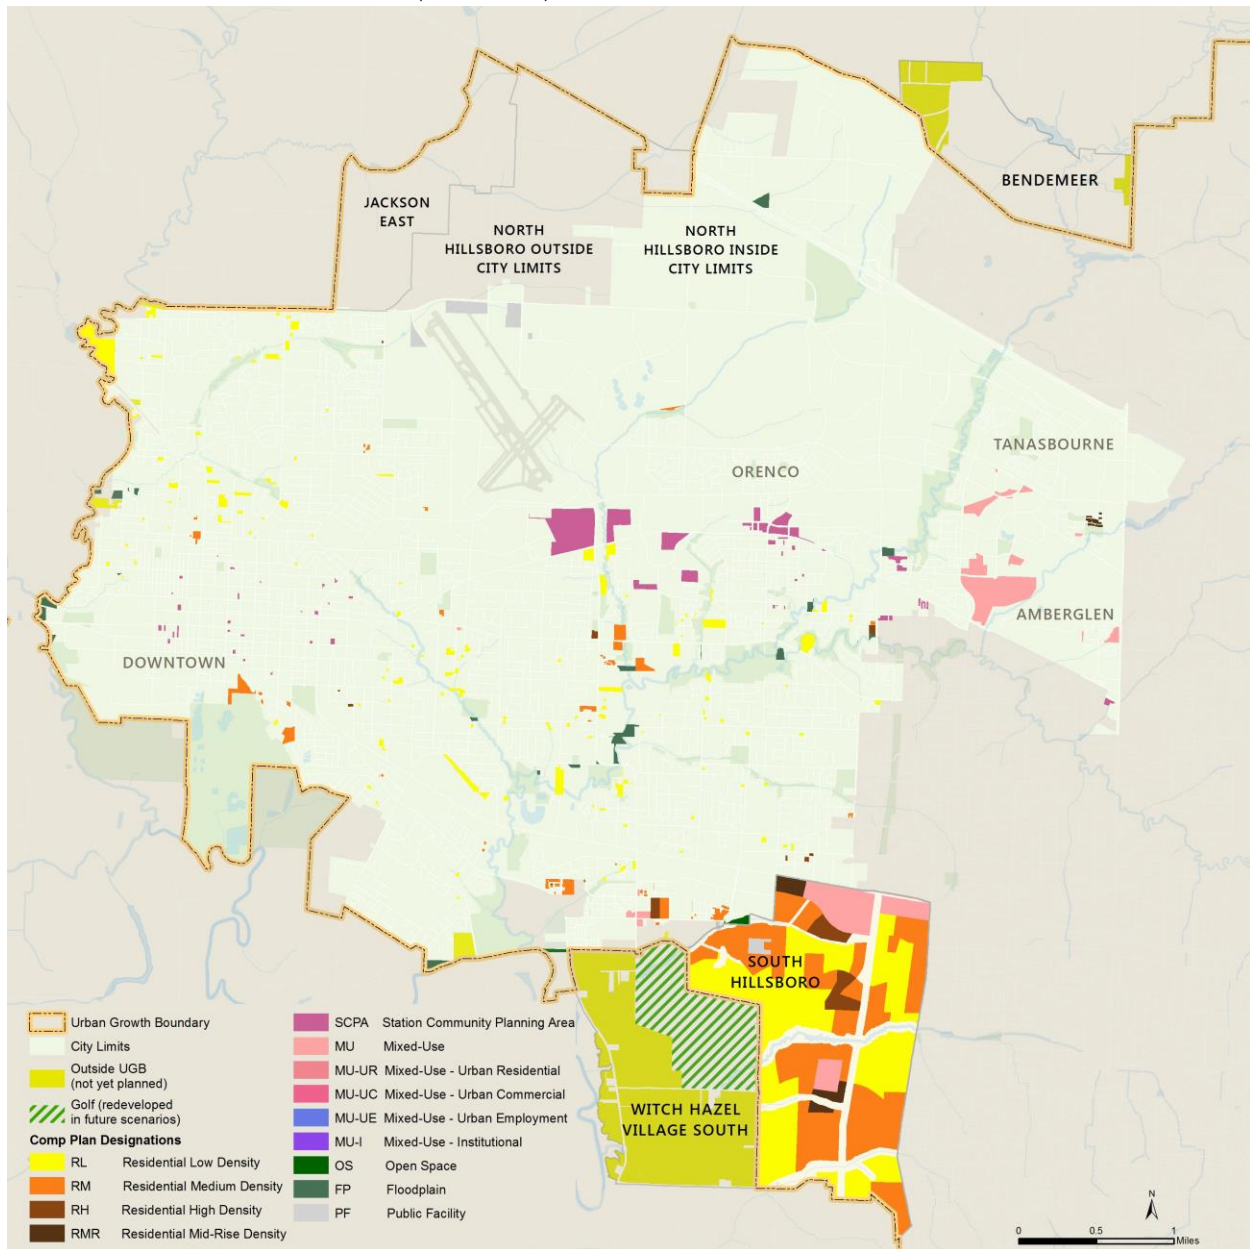 BENDEMEER
JACKSON
EAST
NORTH
HILLSBORO OUTSIDE
CITY LIMITS
NORTH
HILLSBORO INSIDE
CITY LIMITS
TANASBOURNE
ORENCO
AMBERGLEN
DOWNTOWN
SOUTH
HILLSBORO
WITCH HAZEL
VILLAGE SOUTH
Urban Growth Boundary
City Limits
Outside UGB
(not yet planned)
Golf (redeveloped
in future scenarios)
Comp Plan Designations
RL Residential Low Density
RM Residential Medium Density
RH Residential High Density
RMR Residential Mid-Rise Density
SCPA Station Community Planning Area
MU Mixed-Use
MU-UR Mixed-Use - Urban Residential
MU-UC Mixed-Use - Urban Commercial
MU-UE Mixed-Use - Urban Employment
MU-I Mixed-Use - Institutional
OS Open Space
FP Floodplain
PF Public Facility
N
0 0.5 1
Miles